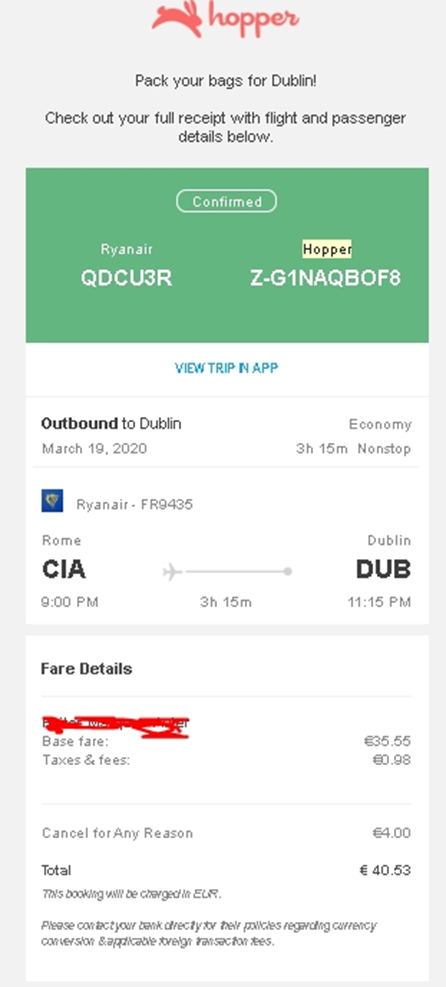 hopper
Pack your bags for Dublin!
Check out your full receipt with flight and passenger
details below.
Confirmed
Ryanair Hopper
QDCU3R Z-G1NAQBOF8
VIEW TRIP IN APP
Outbound to Dublin Economy
March 19, 2020 3h 15m Nonstop
Ryanair - FR9435
Rome Dublin
CIA DUB
9:00 PM 3h 15m 11:15 PM
Fare Details
Base fare: €35.55
Taxes & fees: €0.98
Cancel for Any Reason €4.00
Total € 40.53
This booking will be charged in EUR.
Please contact your bank directly for their policies regarding currency
conversion & applicable foreign transaction fees.